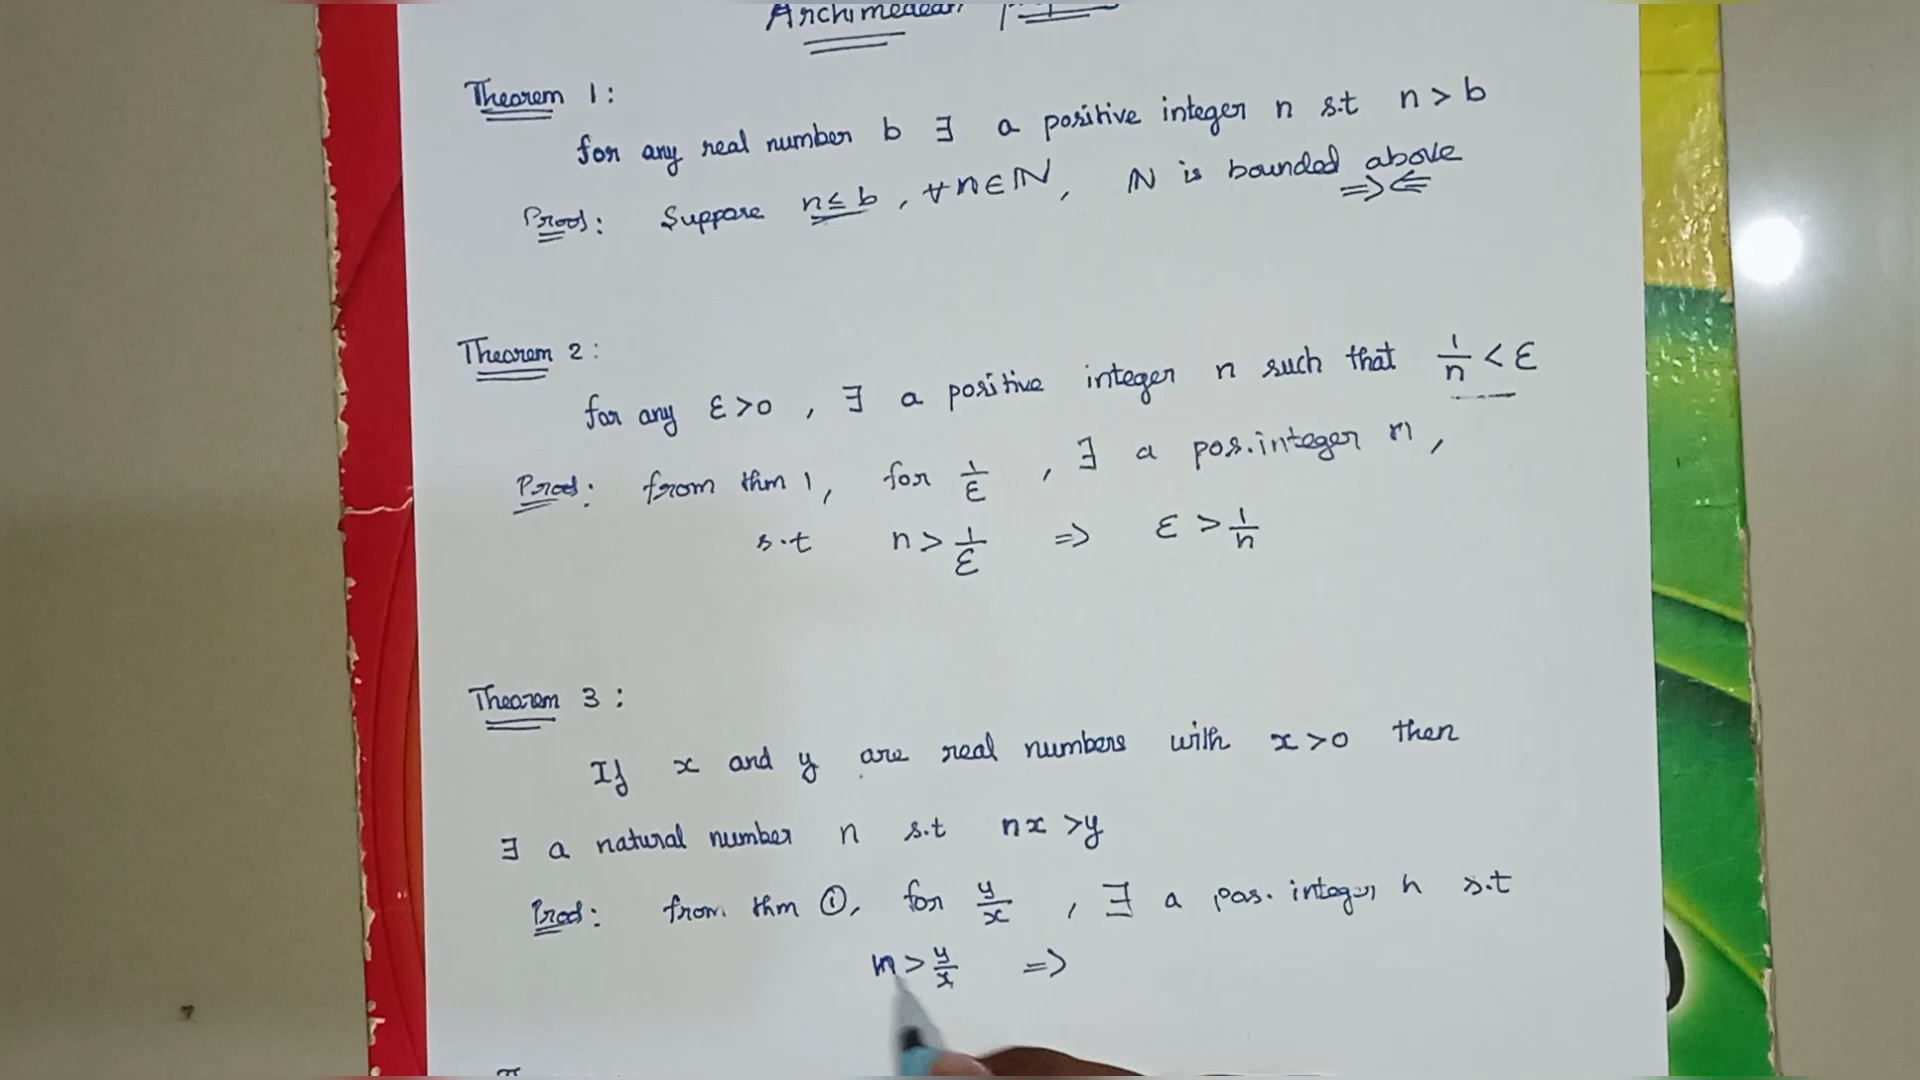 Archimedean
Theorem 1:
for any real number b ∃ a positive integer n s.t n > b
Proof: Suppose n ≤ b, ∀ n ∈ ℕ, ℕ is bounded above
⇒⇐
Theorem 2:
for any ε > 0, ∃ a positive integer n such that 1/n < ε
Proof: from thm 1, for 1/ε, ∃ a pos. integer n,
s.t n > 1/ε ⇒ ε > 1/n
Theorem 3:
If x and y are real numbers with x > 0 then
∃ a natural number n s.t nx > y
Proof: from thm ①, for y/x, ∃ a pos. integer n s.t
n > y/x ⇒